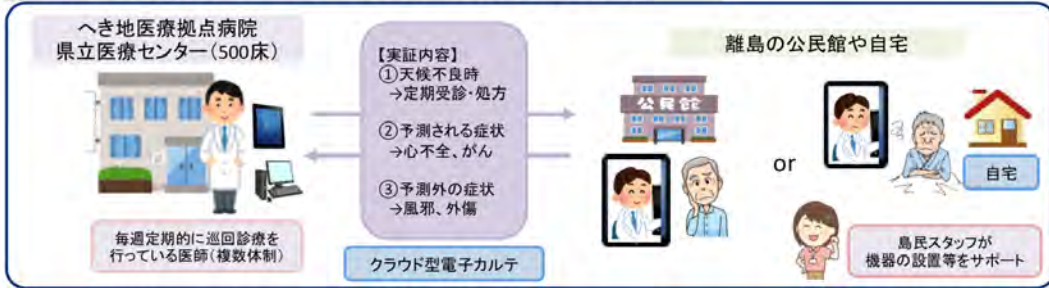 へき地医療拠点病院
県立医療センター(500床)
毎週定期的に巡回診療を
行っている医師(複数体制)
【実証内容】
①天候不良時
→定期受診・処方
②予測される症状
→心不全、がん
③予測外の症状
→風邪、外傷
クラウド型電子カルテ
離島の公民館や自宅
公民館
or
自宅
島民スタッフが
機器の設置等をサポート